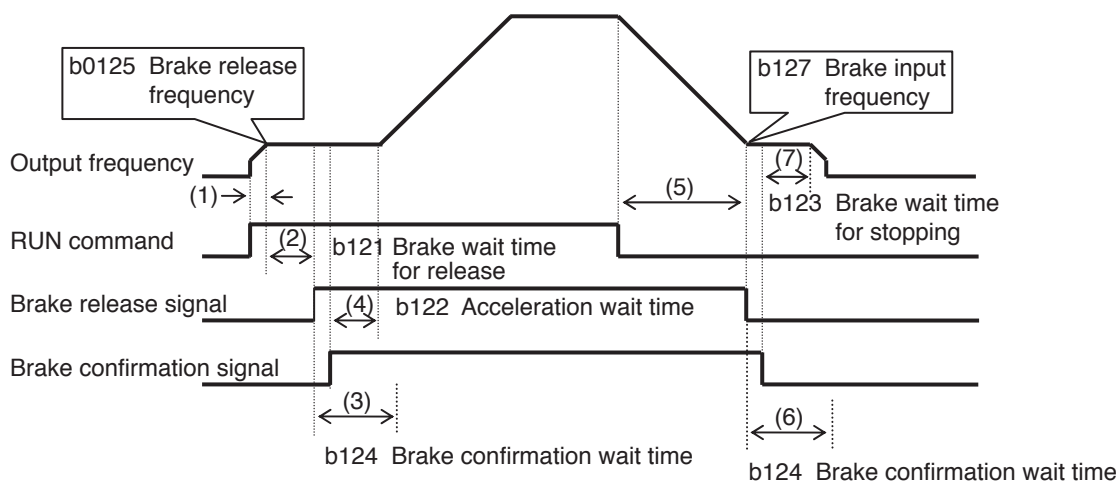 b0125 Brake release
frequency
b127 Brake input
frequency
Output frequency
(1)
(7)
(5)
b123 Brake wait time
for stopping
RUN command
(2)
b121 Brake wait time
for release
Brake release signal
(4)
b122 Acceleration wait time
Brake confirmation signal
(3)
(6)
b124 Brake confirmation wait time
b124 Brake confirmation wait time